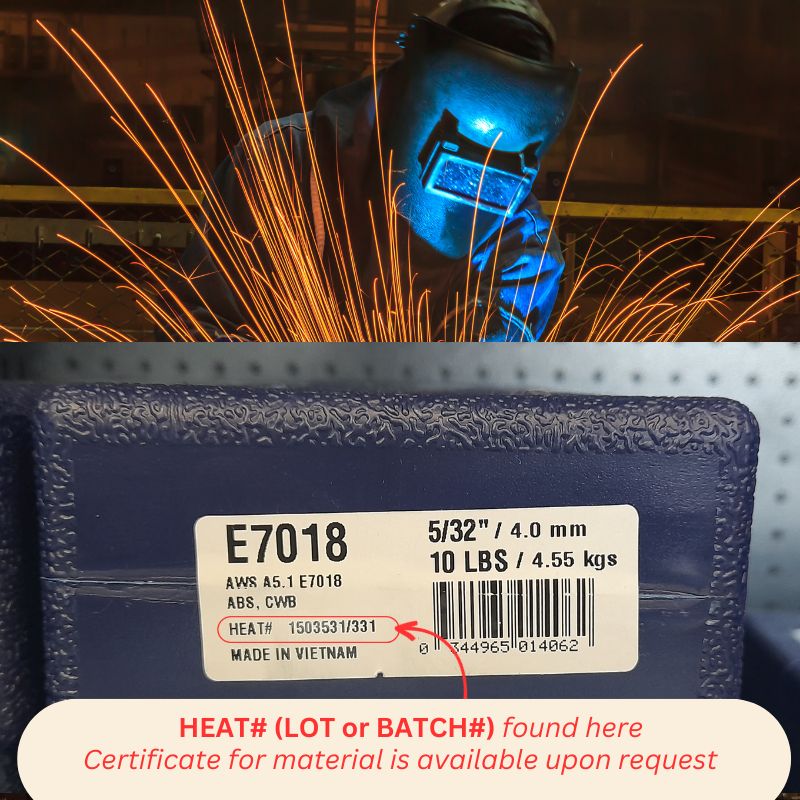 E7018
AWS A5.1 E7018
ABS, CWB
HEAT# 1503531/331
MADE IN VIETNAM
5/32" / 4.0 mm
10 LBS / 4.55 kgs
0 344965 014062
HEAT# (LOT or BATCH#) found here
Certificate for material is available upon request